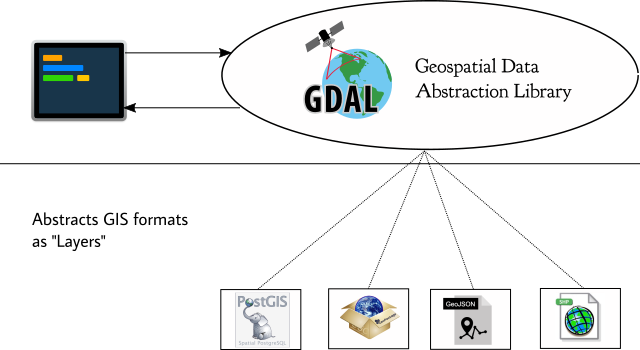 GDAL
Geospatial Data
Abstraction Library
Abstracts GIS formats
as "Layers"
PostGIS
Spatial PostgreSQL
GeoJSON
SHP